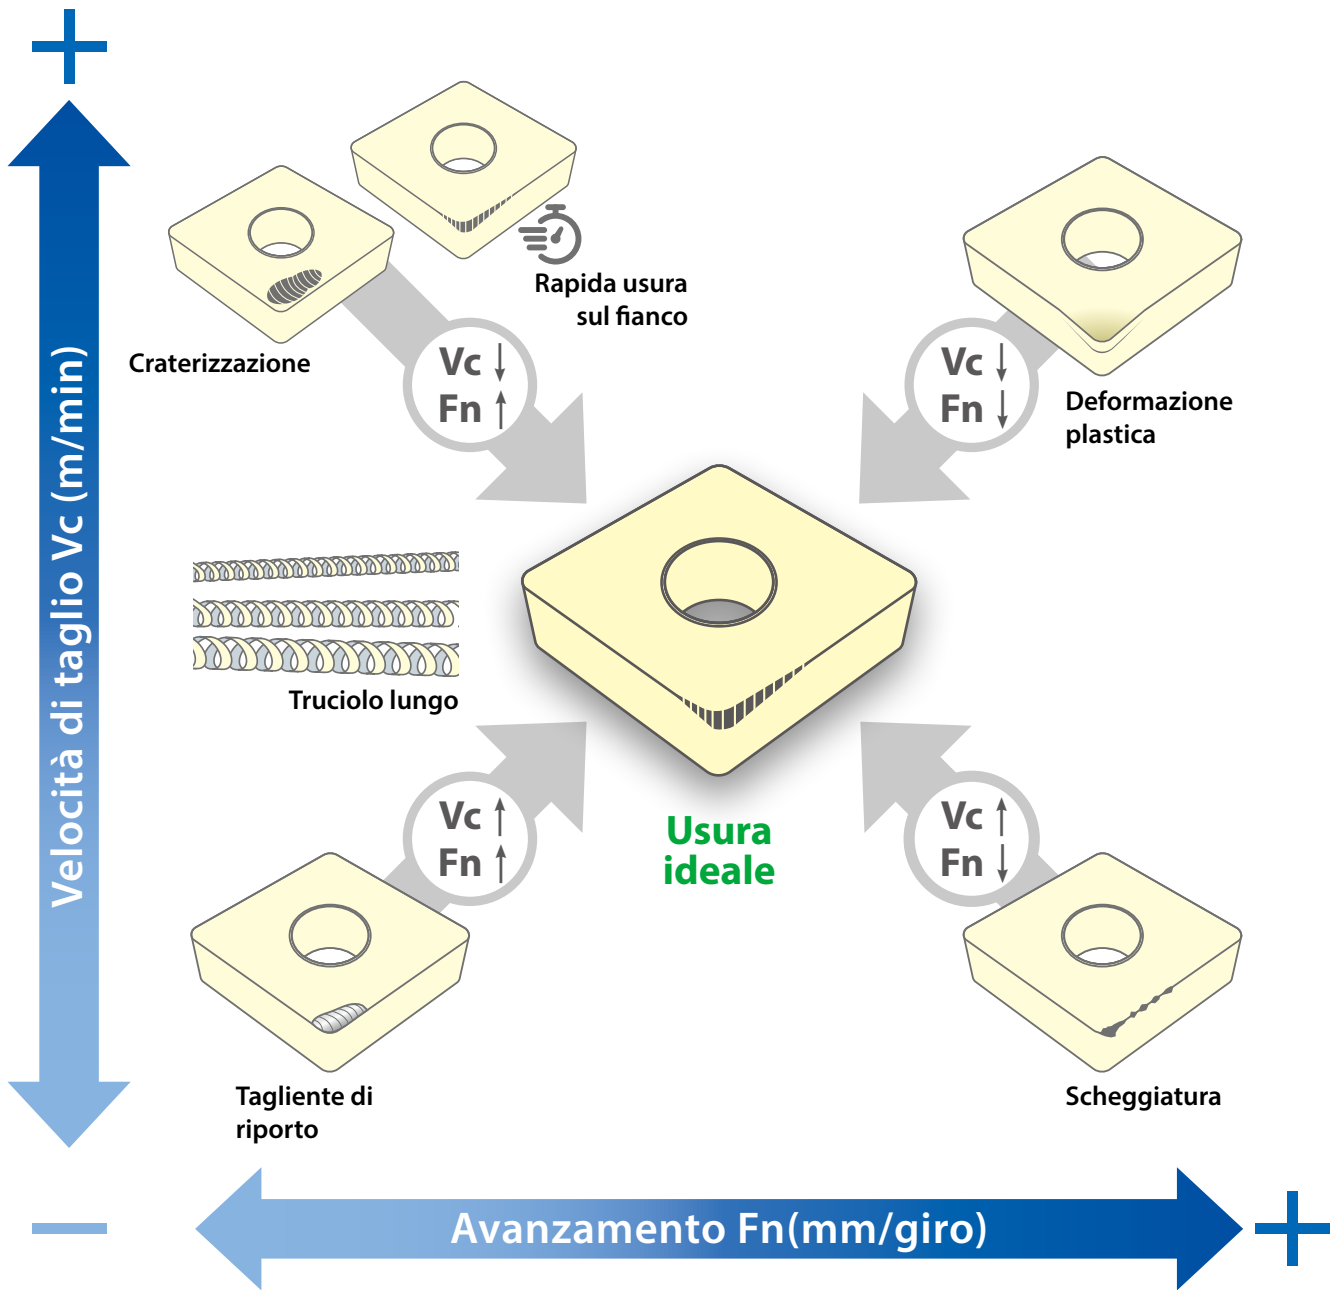 Rapida usura
sul fianco
Craterizzazione
Vc ↓
Fn ↑
Vc ↓
Fn ↓
Deformazione
plastica
Velocità di taglio Vc (m/min)
Truciolo lungo
Vc ↑
Fn ↑
Usura
ideale
Vc ↑
Fn ↓
Tagliente di
riporto
Scheggiatura
Avanzamento Fn(mm/giro)